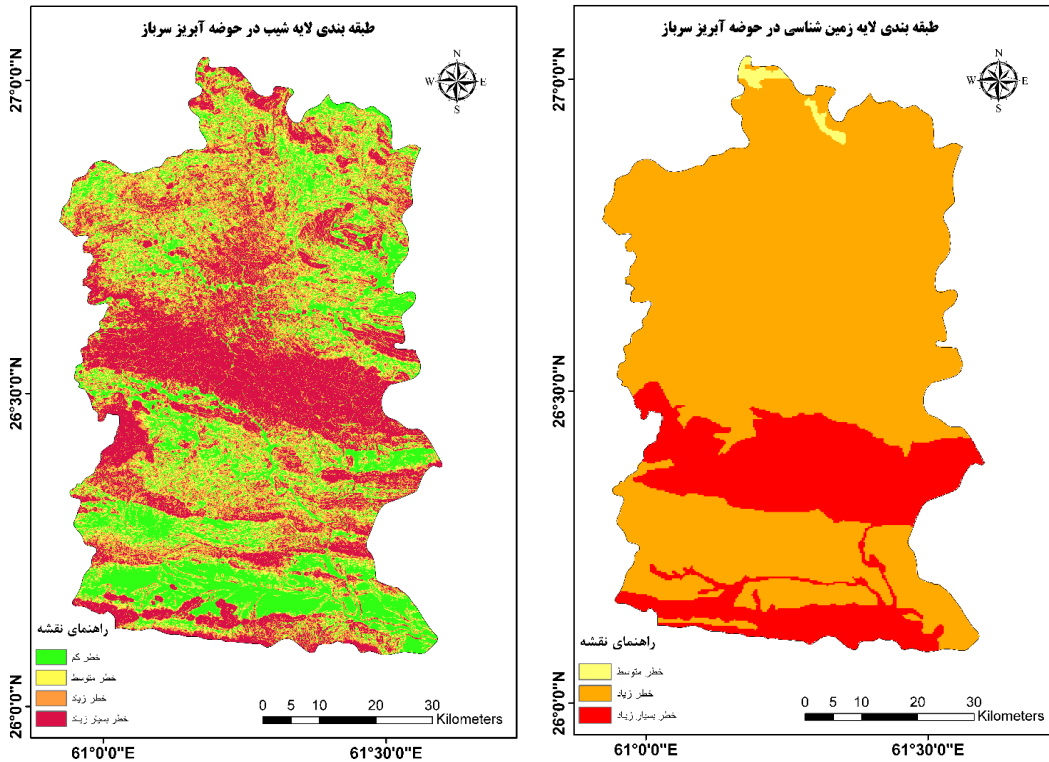 طبقه بندی لایه شیب در حوضه آبریز سرباز
N
W E
S
27°0'0"N
26°30'0"N
26°0'0"N
راهنمای نقشه
خطر کم
خطر متوسط
خطر زیاد
خطر بسیار زیاد
0 5 10 20 30
Kilometers
61°0'0"E
61°30'0"E
طبقه بندی لایه زمین شناسی در حوضه آبریز سرباز
N
W E
S
27°0'0"N
26°30'0"N
26°0'0"N
راهنمای نقشه
خطر متوسط
خطر زیاد
خطر بسیار زیاد
0 5 10 20 30
Kilometers
61°0'0"E
61°30'0"E